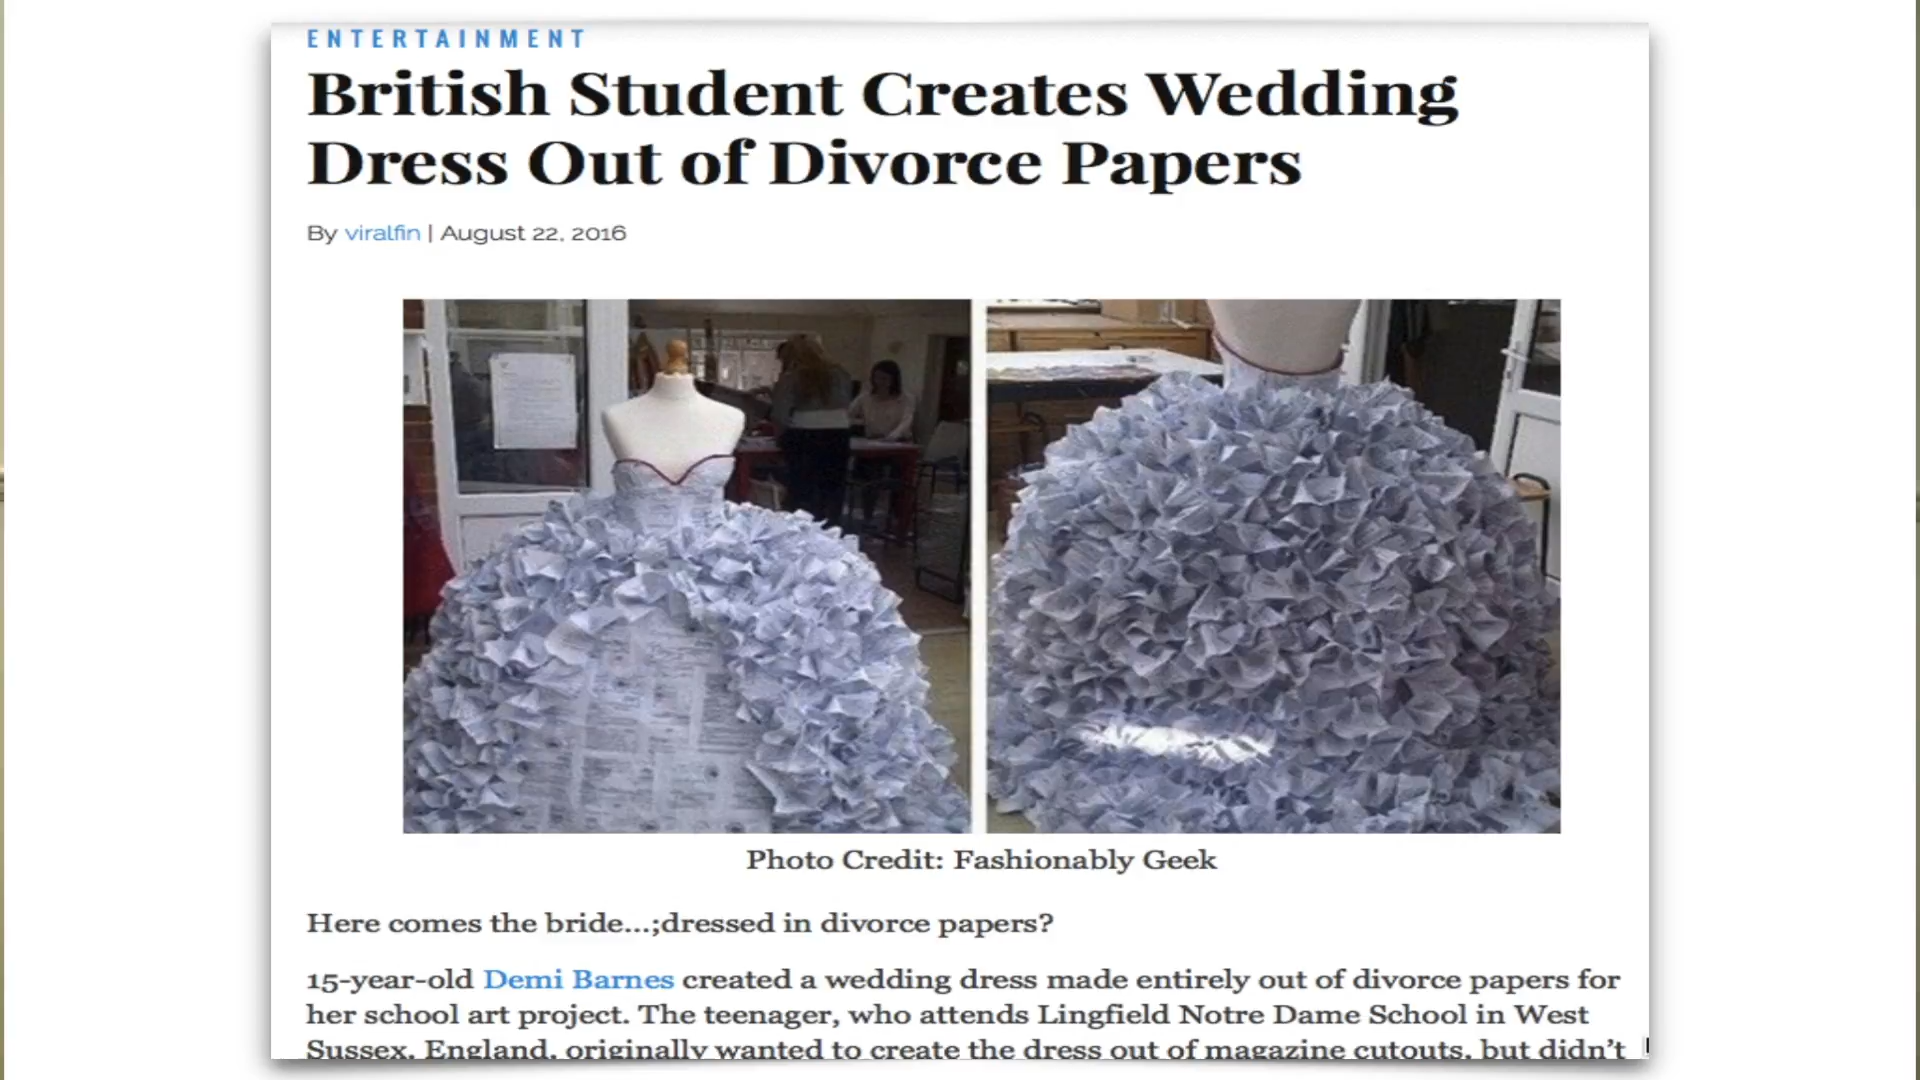 ENTERTAINMENT
British Student Creates Wedding
Dress Out of Divorce Papers
By viralfin | August 22, 2016
Photo Credit: Fashionably Geek
Here comes the bride...;dressed in divorce papers?
15-year-old Demi Barnes created a wedding dress made entirely out of divorce papers for
her school art project. The teenager, who attends Lingfield Notre Dame School in West
Sussex, England, originally wanted to create the dress out of magazine cutouts, but didn't